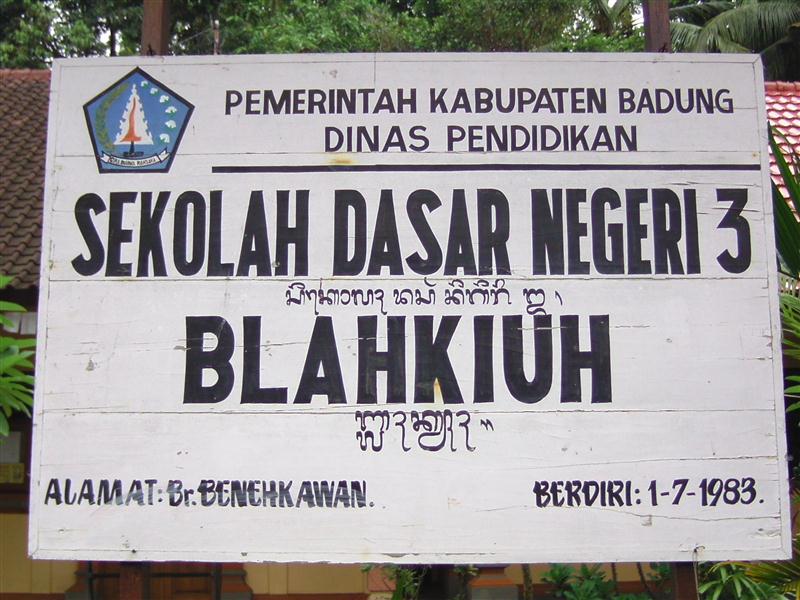 PEMERINTAH KABUPATEN BADUNG
DINAS PENDIDIKAN
SEKOLAH DASAR NEGERI 3
BLAHKIUH
ALAMAT: Br. BENEHKAWAN.
BERDIRI: 1-7-1983.